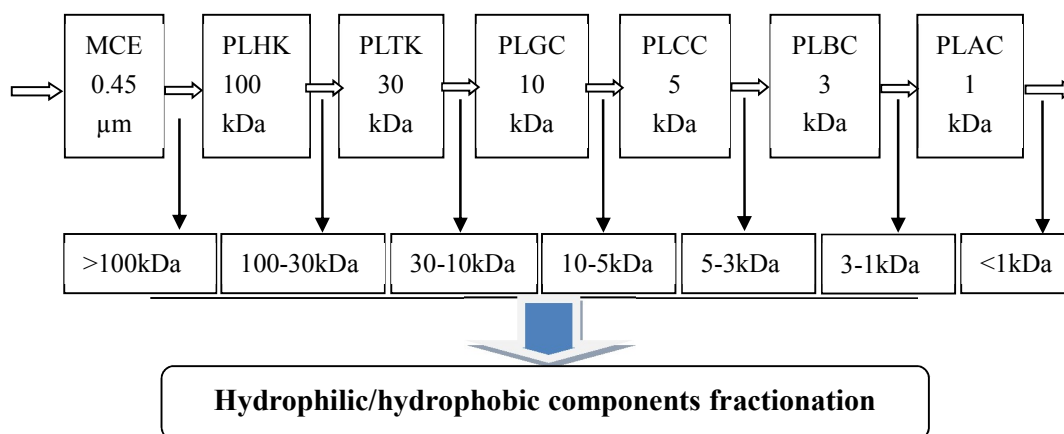 MCE
0.45
µm
PLHK
100
kDa
PLTK
30
kDa
PLGC
10
kDa
PLCC
5
kDa
PLBC
3
kDa
PLAC
1
kDa
>100kDa
100-30kDa
30-10kDa
10-5kDa
5-3kDa
3-1kDa
<1kDa
Hydrophilic/hydrophobic components fractionation